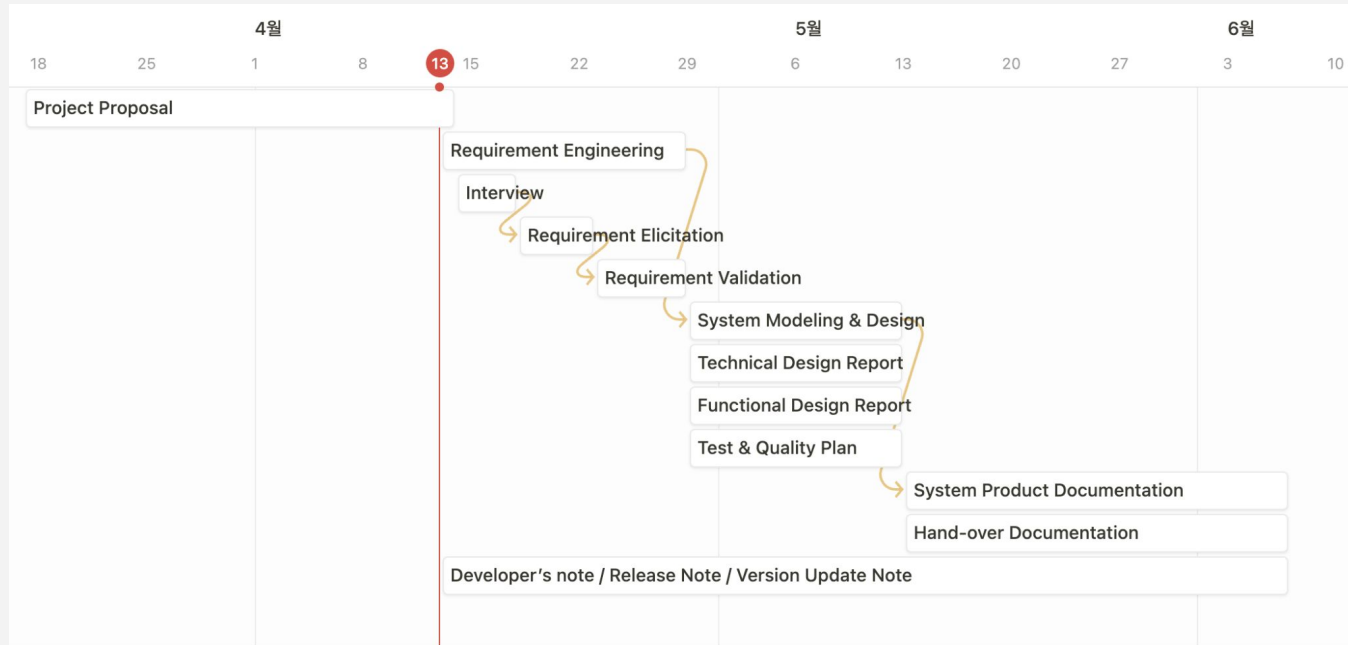 4월 5월 6월
18 25 1 8 13 15 22 29 6 13 20 27 3 10
Project Proposal
Requirement Engineering
Interview
Requirement Elicitation
Requirement Validation
System Modeling & Design
Technical Design Report
Functional Design Report
Test & Quality Plan
System Product Documentation
Hand-over Documentation
Developer's note / Release Note / Version Update Note